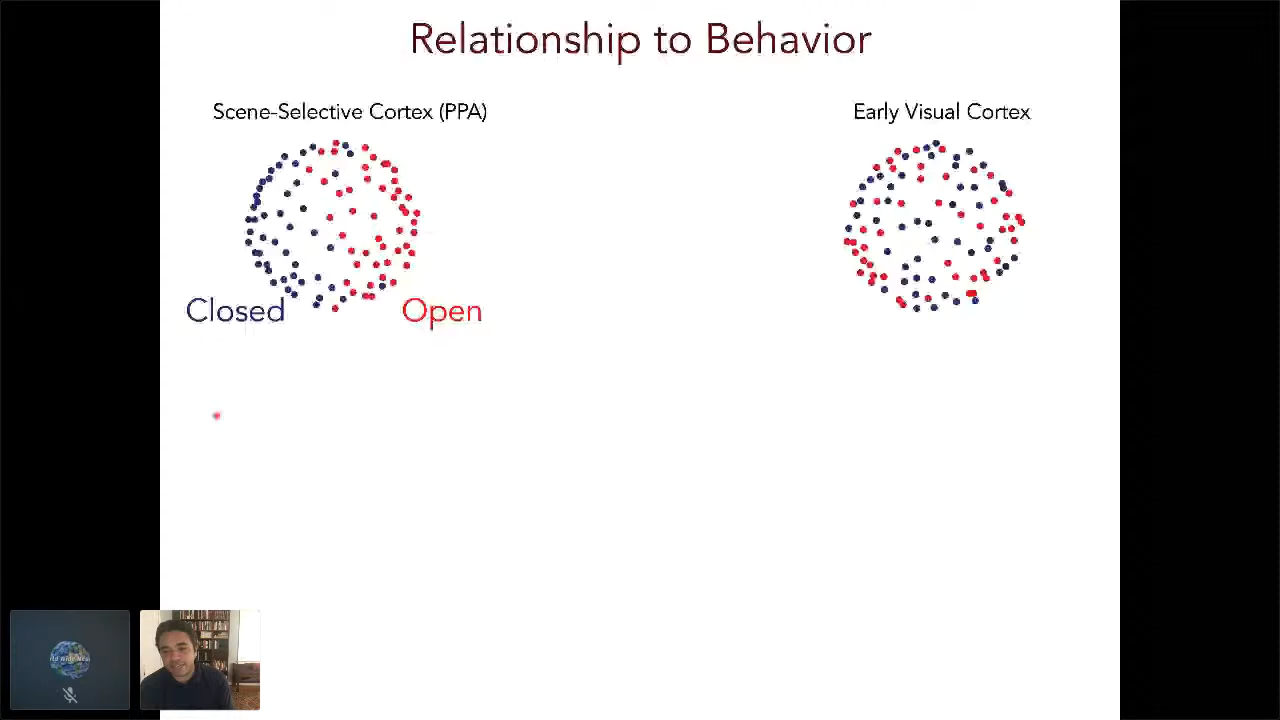 Relationship to Behavior
Scene-Selective Cortex (PPA)
Early Visual Cortex
Closed
Open